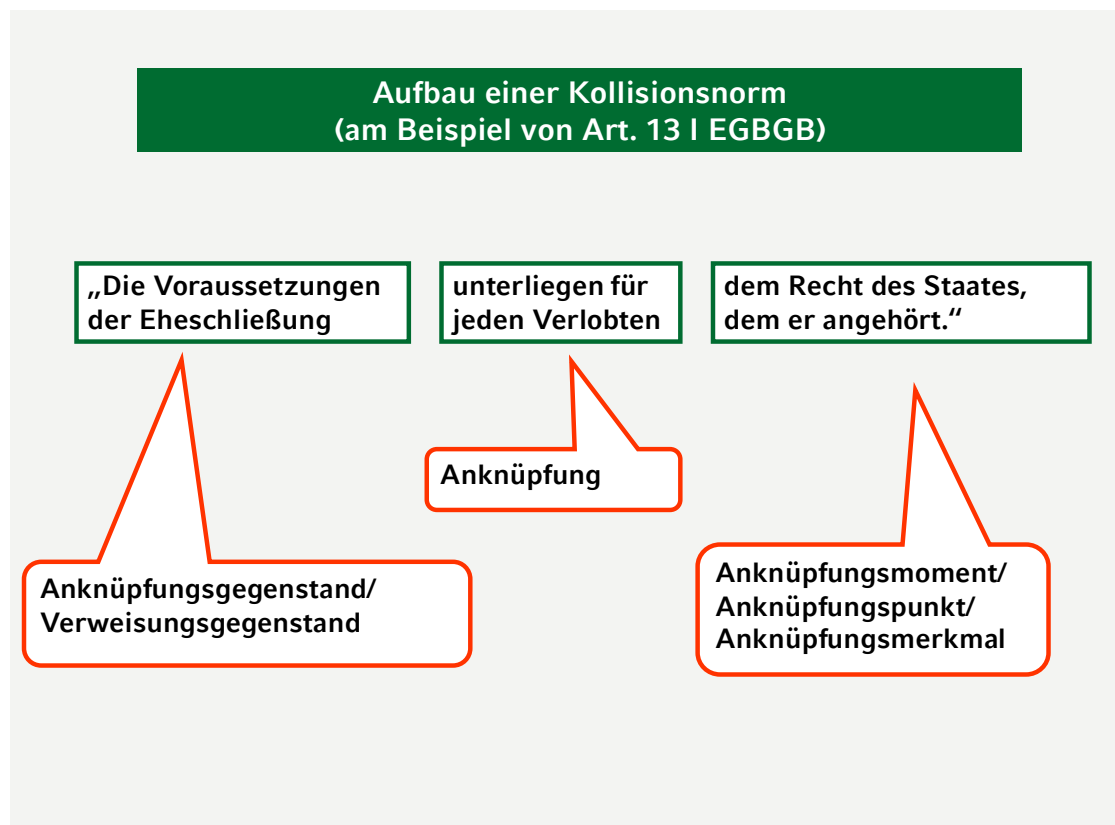 Aufbau einer Kollisionsnorm
(am Beispiel von Art. 13 I EGBGB)
„Die Voraussetzungen
der Eheschließung
unterliegen für
jeden Verlobten
dem Recht des Staates,
dem er angehört.“
Anknüpfung
Anknüpfungsgegenstand/
Verweisungsgegenstand
Anknüpfungsmoment/
Anknüpfungspunkt/
Anknüpfungsmerkmal